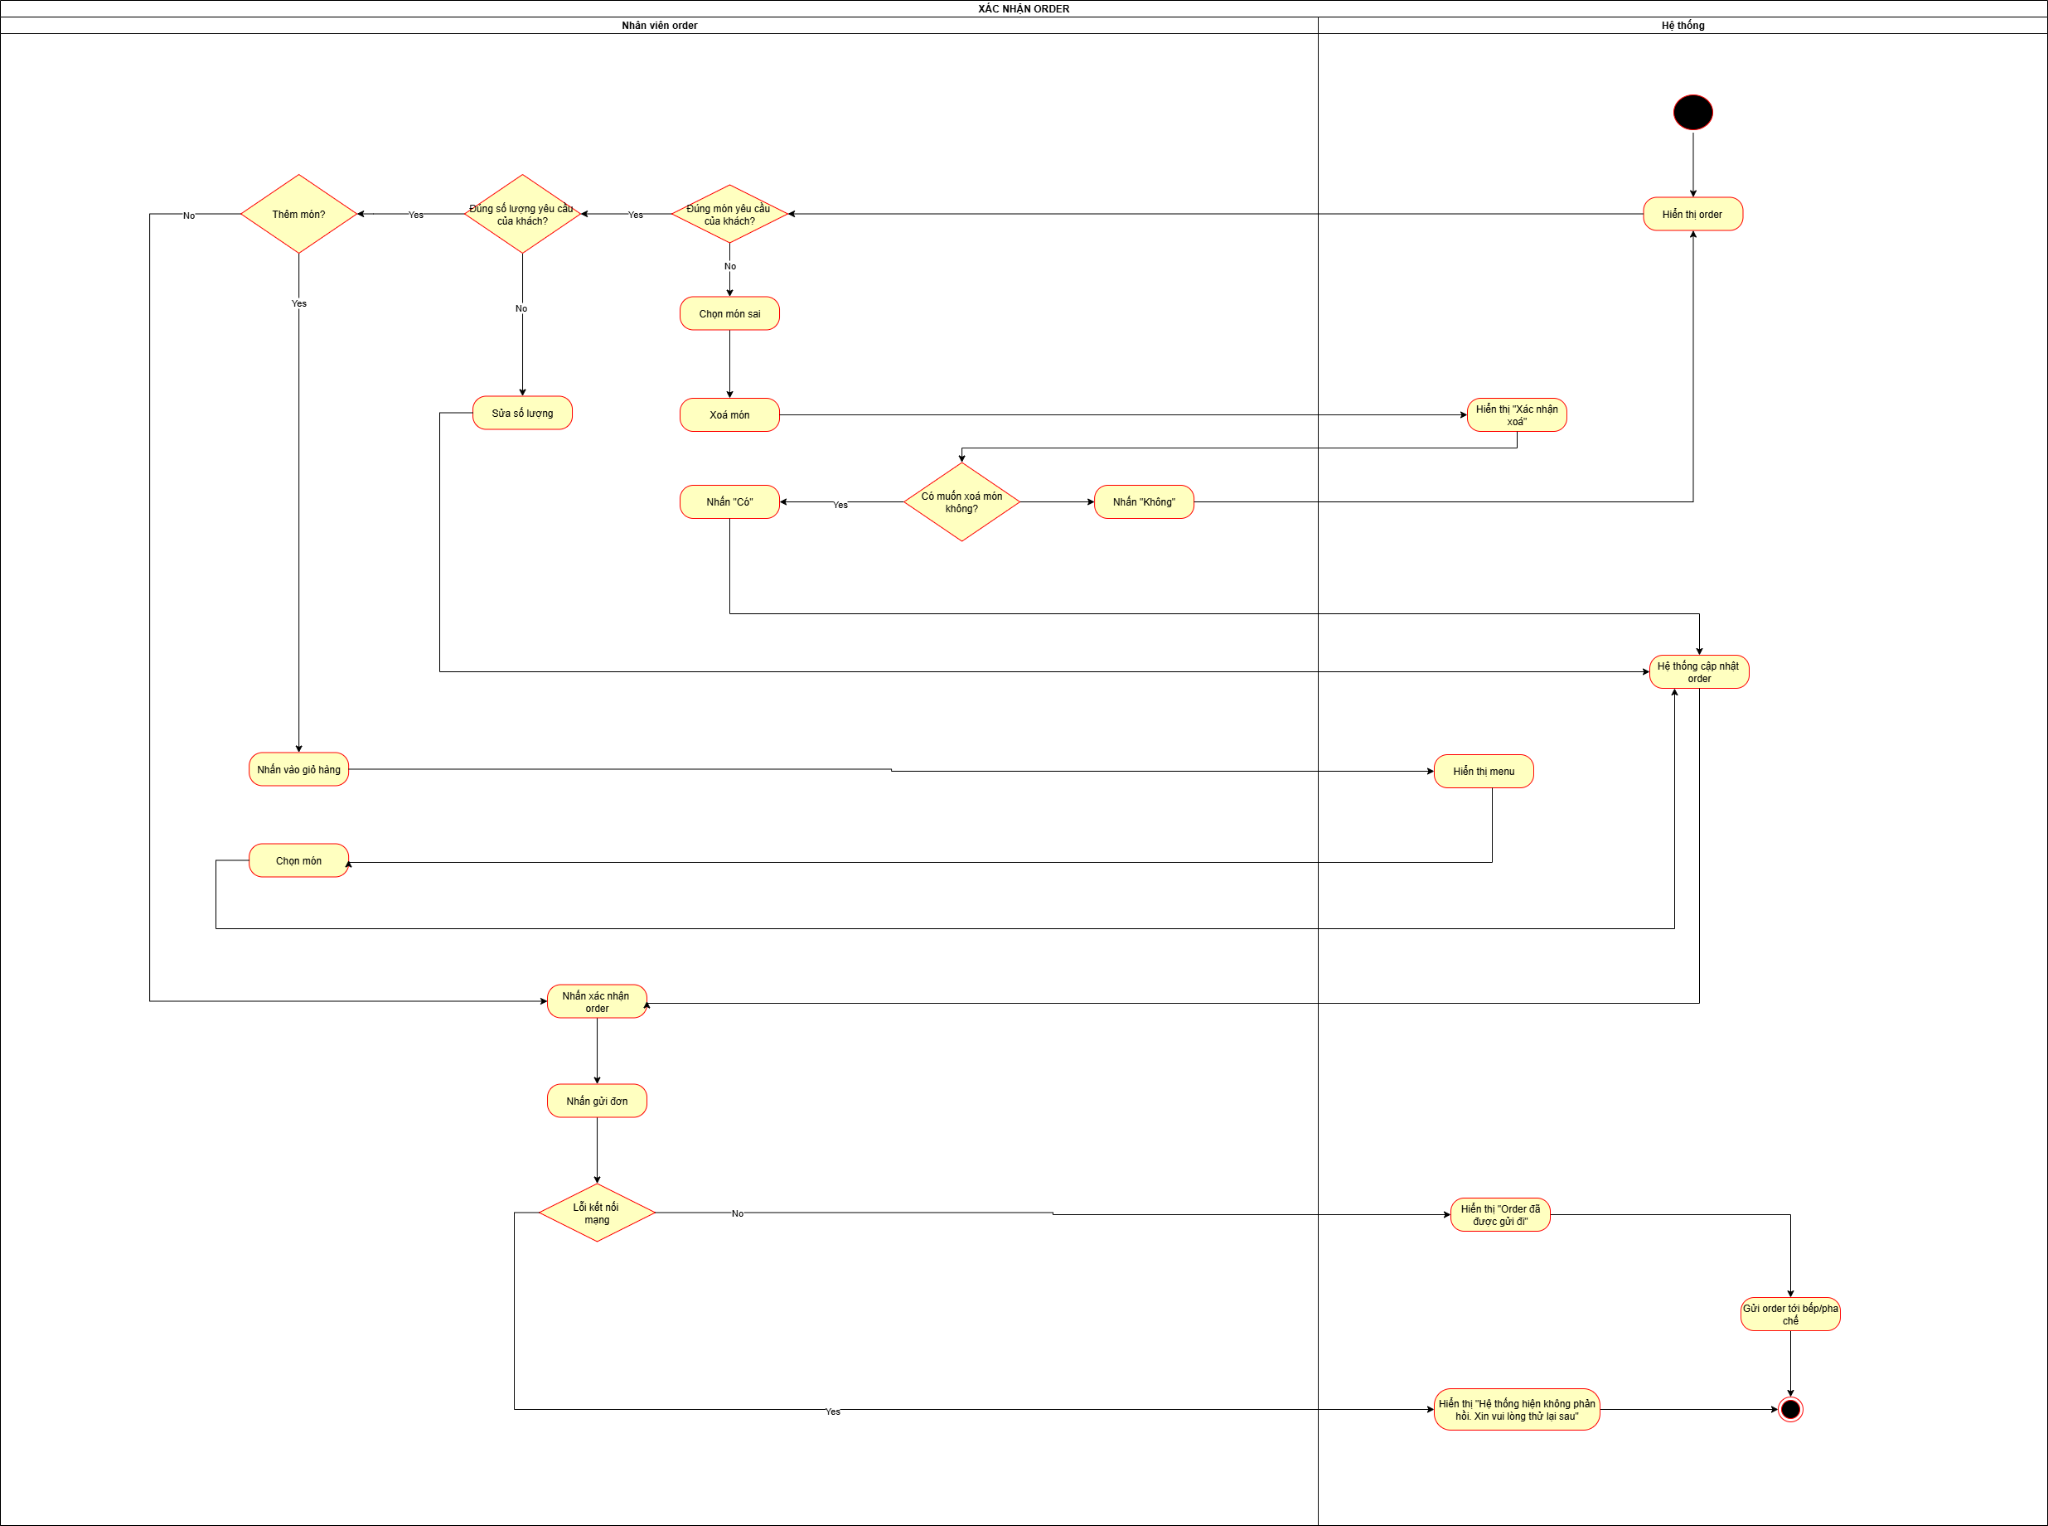 XÁC NHẬN ORDER
Nhân viên order
Hệ thống
Thêm món?
Đúng số lượng yêu cầu
của khách?
Đúng món yêu cầu
của khách?
Hiển thị order
No
Yes
Yes
No
Yes
No
Chọn món sai
Sửa số lượng
Xoá món
Hiển thị "Xác nhận
xoá"
Nhấn "Có"
Yes
Có muốn xoá món
không?
Nhấn "Không"
Hệ thống cập nhật
order
Nhấn vào giỏ hàng
Hiển thị menu
Chọn món
Nhấn xác nhận
order
Nhấn gửi đơn
Lỗi kết nối
mạng
No
Hiển thị "Order đã
được gửi đi"
Gửi order tới bếp/pha
chế
Yes
Hiển thị "Hệ thống hiện không phản
hồi. Xin vui lòng thử lại sau"